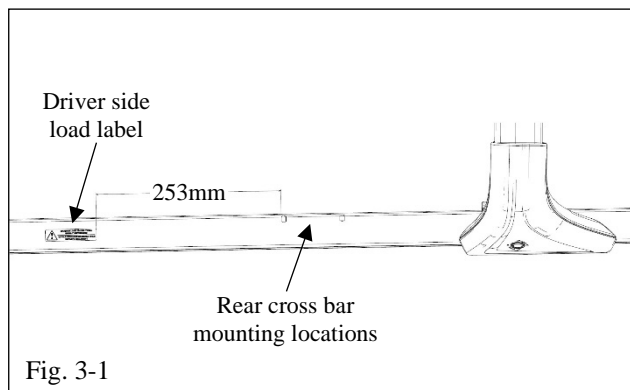 Driver side
load label
253mm
Rear cross bar
mounting locations
Fig. 3-1